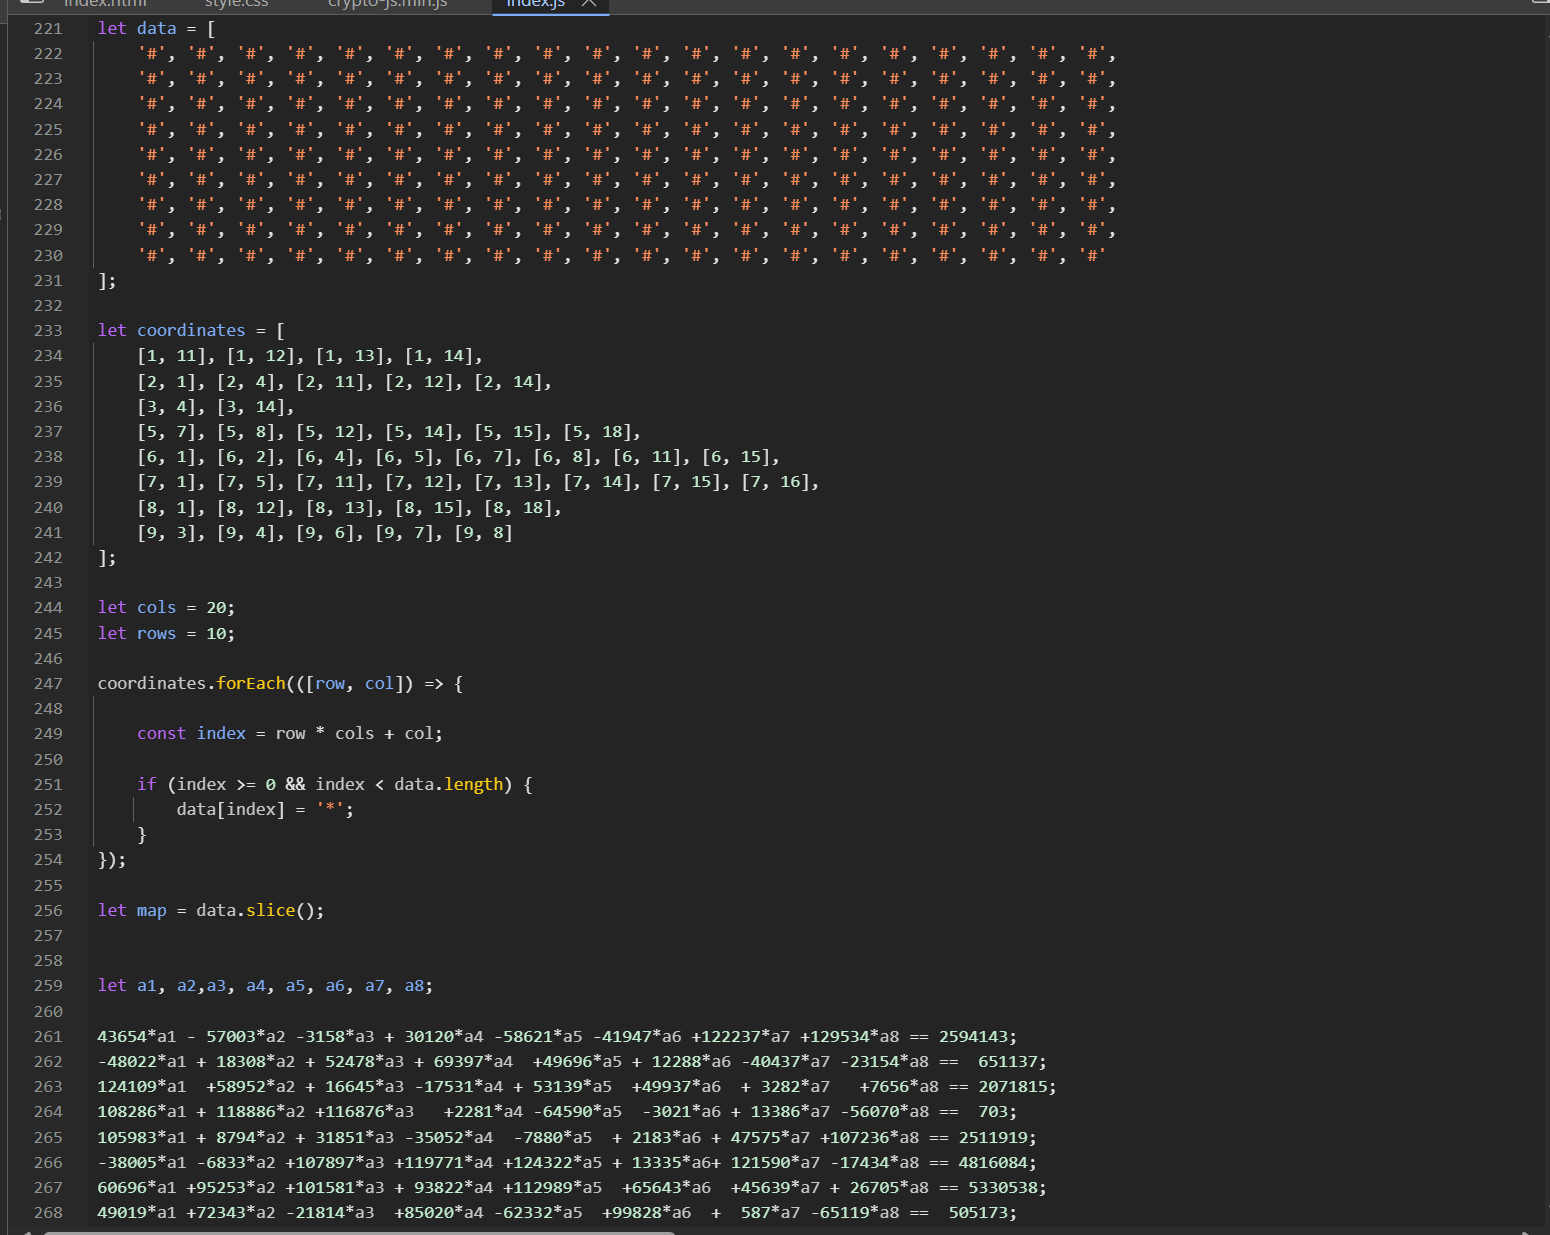 index.html style.css crypto-js.min.js index.js
221 let data = [
222 '#', '#', '#', '#', '#', '#', '#', '#', '#', '#', '#', '#', '#', '#', '#', '#', '#', '#', '#', '#',
223 '#', '#', '#', '#', '#', '#', '#', '#', '#', '#', '#', '#', '#', '#', '#', '#', '#', '#', '#', '#',
224 '#', '#', '#', '#', '#', '#', '#', '#', '#', '#', '#', '#', '#', '#', '#', '#', '#', '#', '#', '#',
225 '#', '#', '#', '#', '#', '#', '#', '#', '#', '#', '#', '#', '#', '#', '#', '#', '#', '#', '#', '#',
226 '#', '#', '#', '#', '#', '#', '#', '#', '#', '#', '#', '#', '#', '#', '#', '#', '#', '#', '#', '#',
227 '#', '#', '#', '#', '#', '#', '#', '#', '#', '#', '#', '#', '#', '#', '#', '#', '#', '#', '#', '#',
228 '#', '#', '#', '#', '#', '#', '#', '#', '#', '#', '#', '#', '#', '#', '#', '#', '#', '#', '#', '#',
229 '#', '#', '#', '#', '#', '#', '#', '#', '#', '#', '#', '#', '#', '#', '#', '#', '#', '#', '#', '#',
230 '#', '#', '#', '#', '#', '#', '#', '#', '#', '#', '#', '#', '#', '#', '#', '#', '#', '#', '#', '#'
231 ];
232
233 let coordinates = [
234 [1, 11], [1, 12], [1, 13], [1, 14],
235 [2, 1], [2, 4], [2, 11], [2, 12], [2, 14],
236 [3, 4], [3, 14],
237 [5, 7], [5, 8], [5, 12], [5, 14], [5, 15], [5, 18],
238 [6, 1], [6, 2], [6, 4], [6, 5], [6, 7], [6, 8], [6, 11], [6, 15],
239 [7, 1], [7, 5], [7, 11], [7, 12], [7, 13], [7, 14], [7, 15], [7, 16],
240 [8, 1], [8, 12], [8, 13], [8, 15], [8, 18],
241 [9, 3], [9, 4], [9, 6], [9, 7], [9, 8]
242 ];
243
244 let cols = 20;
245 let rows = 10;
246
247 coordinates.forEach(([row, col]) => {
248
249 const index = row * cols + col;
250
251 if (index >= 0 && index < data.length) {
252 data[index] = '*';
253 }
254 });
255
256 let map = data.slice();
257
258
259 let a1, a2,a3, a4, a5, a6, a7, a8;
260
261 43654*a1 - 57003*a2 -3158*a3 + 30120*a4 -58621*a5 -41947*a6 +122237*a7 +129534*a8 == 2594143;
262 -48022*a1 + 18308*a2 + 52478*a3 + 69397*a4  +49696*a5 + 12288*a6 -40437*a7 -23154*a8 ==  651137;
263 124109*a1  +58952*a2 + 16645*a3 -17531*a4 + 53139*a5  +49937*a6  + 3282*a7   +7656*a8 == 2071815;
264 108286*a1 + 118886*a2 +116876*a3   +2281*a4 -64590*a5  -3021*a6 + 13386*a7 -56070*a8 ==  703;
265 105983*a1 + 8794*a2 + 31851*a3 -35052*a4  -7880*a5  + 2183*a6 + 47575*a7 +107236*a8 == 2511919;
266 -38005*a1 -6833*a2 +107897*a3 +119771*a4 +124322*a5 + 13335*a6+ 121590*a7 -17434*a8 == 4816084;
267 60696*a1 +95253*a2 +101581*a3 + 93822*a4 +112989*a5  +65643*a6  +45639*a7 + 26705*a8 == 5330538;
268 49019*a1 +72343*a2 -21814*a3  +85020*a4 -62332*a5  +99828*a6  +  587*a7 -65119*a8 ==  505173;